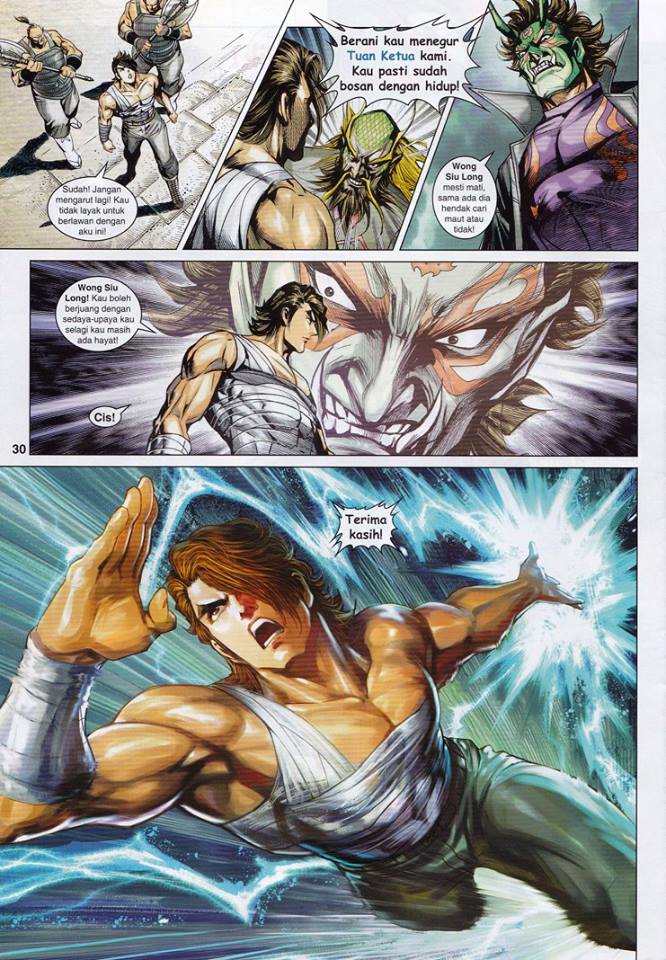 Sudah! Jangan
mengarut lagi! Kau
tidak layak untuk
berlawan dengan
aku ini!
Berani kau menegur
Tuan Ketua kami.
Kau pasti sudah
bosan dengan hidup!
Wong
Siu Long
mesti mati,
sama ada dia
hendak cari
maut atau
tidak!
Wong Siu
Long! Kau boleh
berjuang dengan
sedaya-upaya kau
selagi kau masih
ada hayat!
Cis!
30
Terima
kasih!